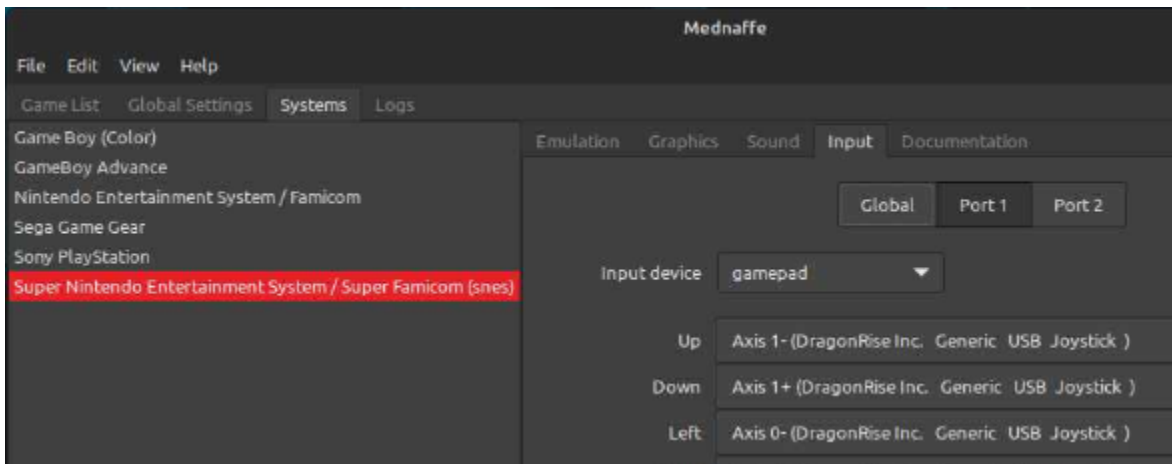 Mednaffe
File Edit View Help
Game List Global Settings Systems Logs
Game Boy (Color)
GameBoy Advance
Nintendo Entertainment System / Famicom
Sega Game Gear
Sony PlayStation
Super Nintendo Entertainment System / Super Famicom (snes)
Emulation Graphics Sound Input Documentation
Global Port 1 Port 2
Input device gamepad
Up Axis 1- (DragonRise Inc. Generic USB Joystick )
Down Axis 1+ (DragonRise Inc. Generic USB Joystick )
Left Axis 0- (DragonRise Inc. Generic USB Joystick )